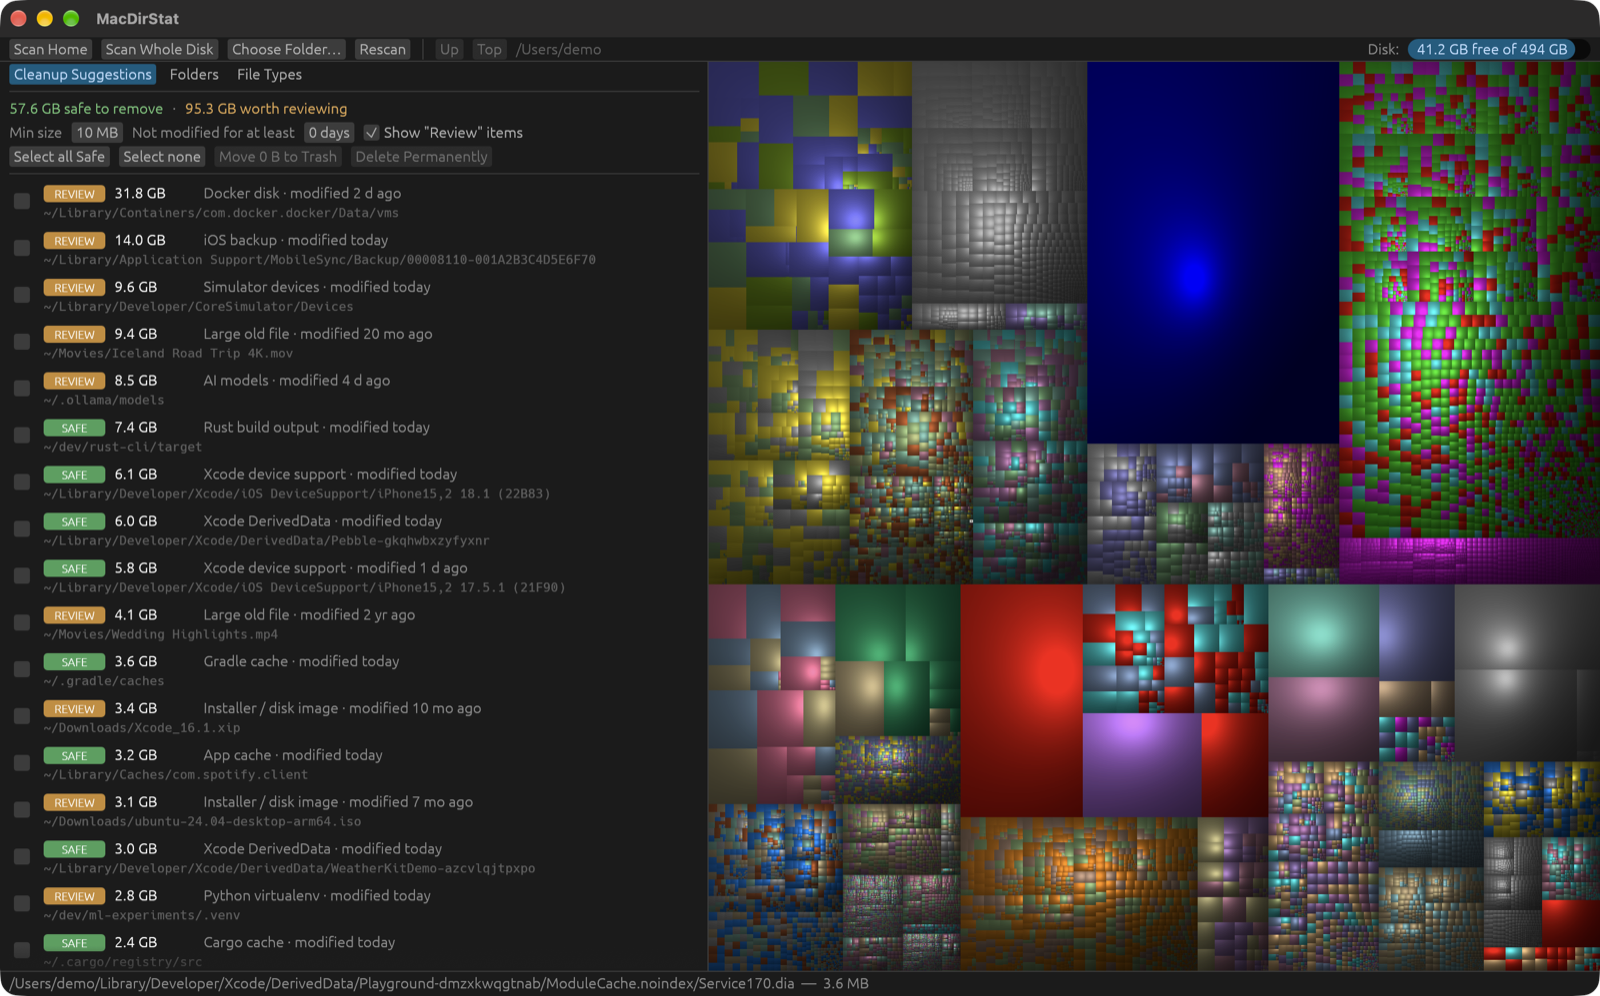 MacDirStat
Scan Home Scan Whole Disk Choose Folder... Rescan Up Top /Users/demo Disk: 41.2 GB free of 494 GB
Cleanup Suggestions Folders File Types
57.6 GB safe to remove · 95.3 GB worth reviewing
Min size 10 MB Not modified for at least 0 days Show "Review" items
Select all Safe Select none Move 0 B to Trash Delete Permanently
REVIEW 31.8 GB Docker disk · modified 2 d ago
~/Library/Containers/com.docker.docker/Data/vms
REVIEW 14.0 GB iOS backup · modified today
~/Library/Application Support/MobileSync/Backup/00008110-001A2B3C4D5E6F70
REVIEW 9.6 GB Simulator devices · modified today
~/Library/Developer/CoreSimulator/Devices
REVIEW 9.4 GB Large old file · modified 20 mo ago
~/Movies/Iceland Road Trip 4K.mov
REVIEW 8.5 GB AI models · modified 4 d ago
~/.ollama/models
SAFE 7.4 GB Rust build output · modified today
~/dev/rust-cli/target
SAFE 6.1 GB Xcode device support · modified today
~/Library/Developer/Xcode/iOS DeviceSupport/iPhone15,2 18.1 (22B83)
SAFE 6.0 GB Xcode DerivedData · modified today
~/Library/Developer/Xcode/DerivedData/Pebble-gkqhwbxzyfyxnr
SAFE 5.8 GB Xcode device support · modified 1 d ago
~/Library/Developer/Xcode/iOS DeviceSupport/iPhone15,2 17.5.1 (21F90)
REVIEW 4.1 GB Large old file · modified 2 yr ago
~/Movies/Wedding Highlights.mp4
SAFE 3.6 GB Gradle cache · modified today
~/.gradle/caches
REVIEW 3.4 GB Installer / disk image · modified 10 mo ago
~/Downloads/Xcode_16.1.xip
SAFE 3.2 GB App cache · modified today
~/Library/Caches/com.spotify.client
REVIEW 3.1 GB Installer / disk image · modified 7 mo ago
~/Downloads/ubuntu-24.04-desktop-arm64.iso
SAFE 3.0 GB Xcode DerivedData · modified today
~/Library/Developer/Xcode/DerivedData/WeatherKitDemo-azcvlqjtpxpo
REVIEW 2.8 GB Python virtualenv · modified today
~/dev/ml-experiments/.venv
SAFE 2.4 GB Cargo cache · modified today
~/.cargo/registry/src
/Users/demo/Library/Developer/Xcode/DerivedData/Playground-dmzxkwqgtnab/ModuleCache.noindex/Service170.dia — 3.6 MB